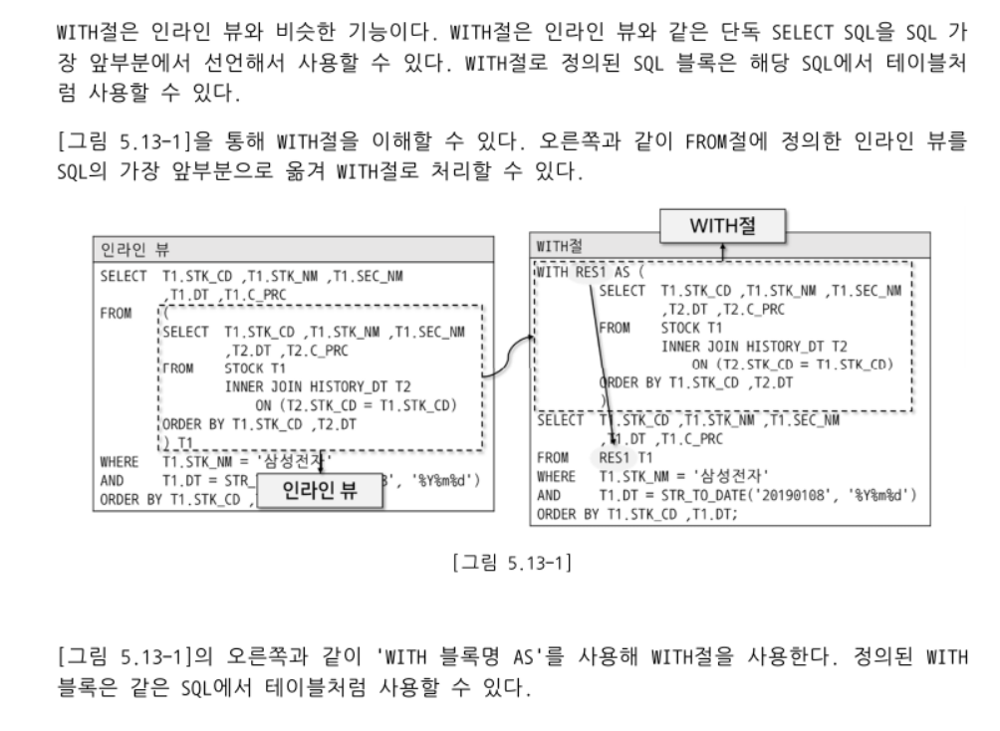 WITH절은 인라인 뷰와 비슷한 기능이다. WITH절은 인라인 뷰와 같은 단독 SELECT SQL을 SQL 가
장 앞부분에서 선언해서 사용할 수 있다. WITH절로 정의된 SQL 블록은 해당 SQL에서 테이블처
럼 사용할 수 있다.
[그림 5.13-1]을 통해 WITH절을 이해할 수 있다. 오른쪽과 같이 FROM절에 정의한 인라인 뷰를
SQL의 가장 앞부분으로 옮겨 WITH절로 처리할 수 있다.
인라인 뷰
SELECT T1.STK_CD ,T1.STK_NM ,T1.SEC_NM
,T1.DT ,T1.C_PRC
FROM (
SELECT T1.STK_CD ,T1.STK_NM ,T1.SEC_NM
,T2.DT ,T2.C_PRC
FROM STOCK T1
INNER JOIN HISTORY_DT T2
ON (T2.STK_CD = T1.STK_CD)
ORDER BY T1.STK_CD ,T2.DT
) T1
WHERE T1.STK_NM = '삼성전자'
AND T1.DT = STR_ 8', '%Y%m%d')
ORDER BY T1.STK_CD ,
인라인 뷰
WITH절
WITH절
WITH RES1 AS (
SELECT T1.STK_CD ,T1.STK_NM ,T1.SEC_NM
,T2.DT ,T2.C_PRC
FROM STOCK T1
INNER JOIN HISTORY_DT T2
ON (T2.STK_CD = T1.STK_CD)
ORDER BY T1.STK_CD ,T2.DT
)
SELECT T1.STK_CD ,T1.STK_NM ,T1.SEC_NM
,T1.DT ,T1.C_PRC
FROM RES1 T1
WHERE T1.STK_NM = '삼성전자'
AND T1.DT = STR_TO_DATE('20190108', '%Y%m%d')
ORDER BY T1.STK_CD ,T1.DT;
[그림 5.13-1]
[그림 5.13-1]의 오른쪽과 같이 'WITH 블록명 AS'를 사용해 WITH절을 사용한다. 정의된 WITH
블록은 같은 SQL에서 테이블처럼 사용할 수 있다.